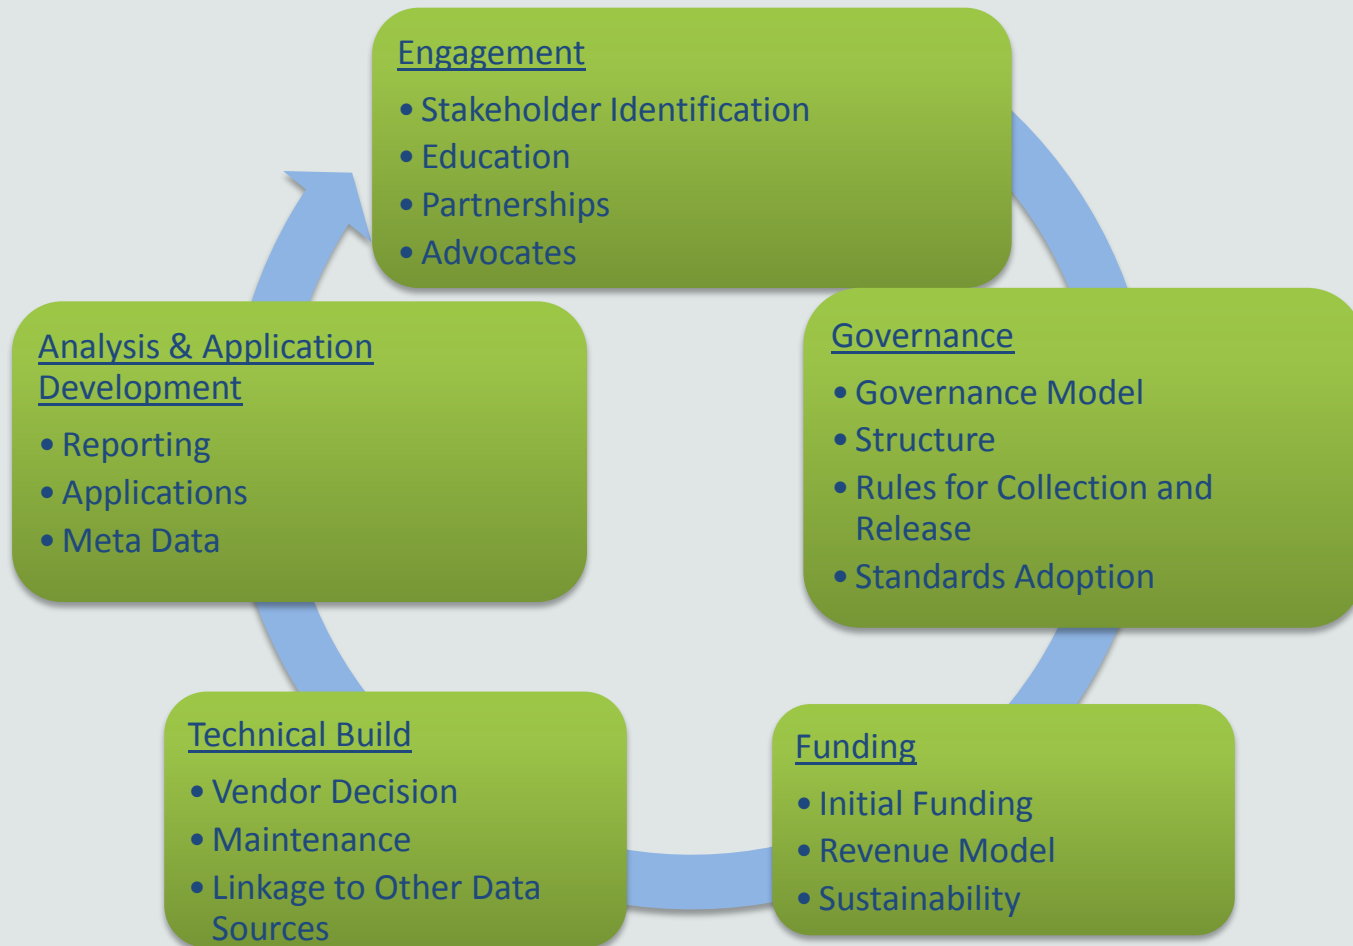 Engagement
• Stakeholder Identification
• Education
• Partnerships
• Advocates
Governance
• Governance Model
• Structure
• Rules for Collection and
Release
• Standards Adoption
Funding
• Initial Funding
• Revenue Model
• Sustainability
Technical Build
• Vendor Decision
• Maintenance
• Linkage to Other Data
Sources
Analysis & Application
Development
• Reporting
• Applications
• Meta Data